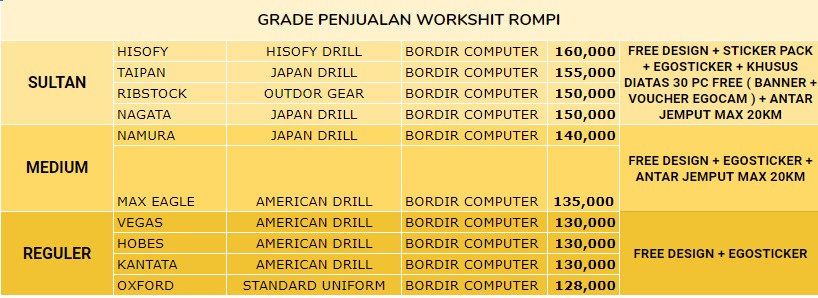 GRADE PENJUALAN WORKSHIT ROMPI
SULTAN
HISOFY HISOFY DRILL BORDIR COMPUTER 160,000
TAIPAN JAPAN DRILL BORDIR COMPUTER 155,000
RIBSTOCK OUTDOR GEAR BORDIR COMPUTER 150,000
NAGATA JAPAN DRILL BORDIR COMPUTER 150,000
FREE DESIGN + STICKER PACK
+ EGOSTICKER + KHUSUS
DIATAS 30 PC FREE ( BANNER +
VOUCHER EGOCAM ) + ANTAR
JEMPUT MAX 20KM
MEDIUM
NAMURA JAPAN DRILL BORDIR COMPUTER 140,000
MAX EAGLE AMERICAN DRILL BORDIR COMPUTER 135,000
FREE DESIGN + EGOSTICKER +
ANTAR JEMPUT MAX 20KM
REGULER
VEGAS AMERICAN DRILL BORDIR COMPUTER 130,000
HOBES AMERICAN DRILL BORDIR COMPUTER 130,000
KANTATA AMERICAN DRILL BORDIR COMPUTER 130,000
OXFORD STANDARD UNIFORM BORDIR COMPUTER 128,000
FREE DESIGN + EGOSTICKER